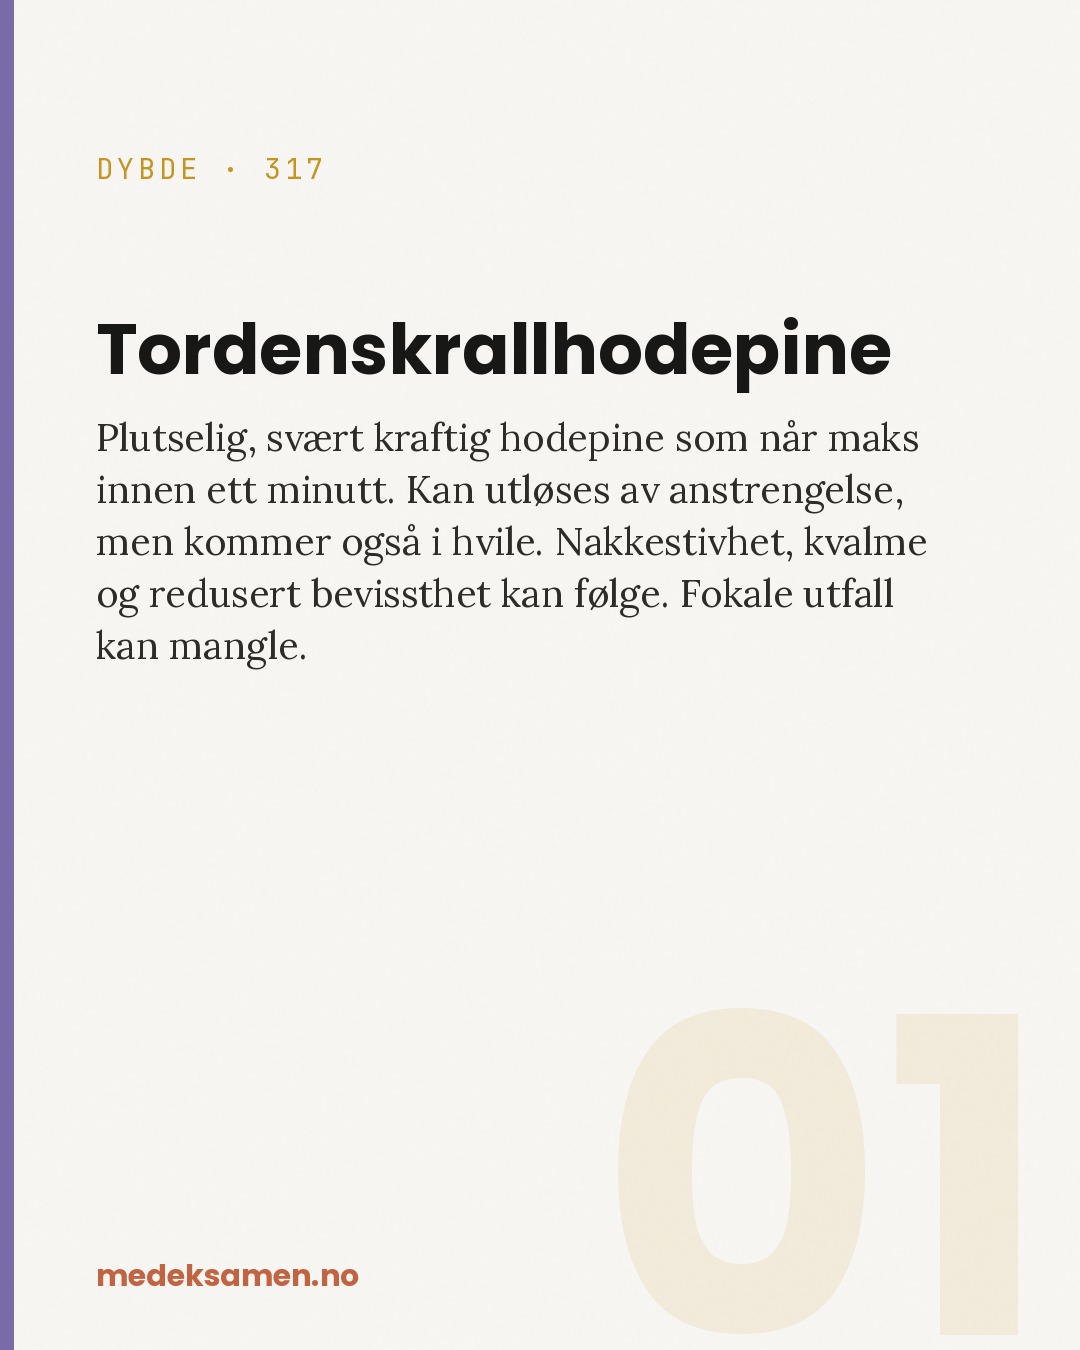 DYBDE · 317
Tordenskrallhodepine
Plutselig, svært kraftig hodepine som når maks
innen ett minutt. Kan utløses av anstrengelse,
men kommer også i hvile. Nakkestivhet, kvalme
og redusert bevissthet kan følge. Fokale utfall
kan mangle.
01
medeksamen.no